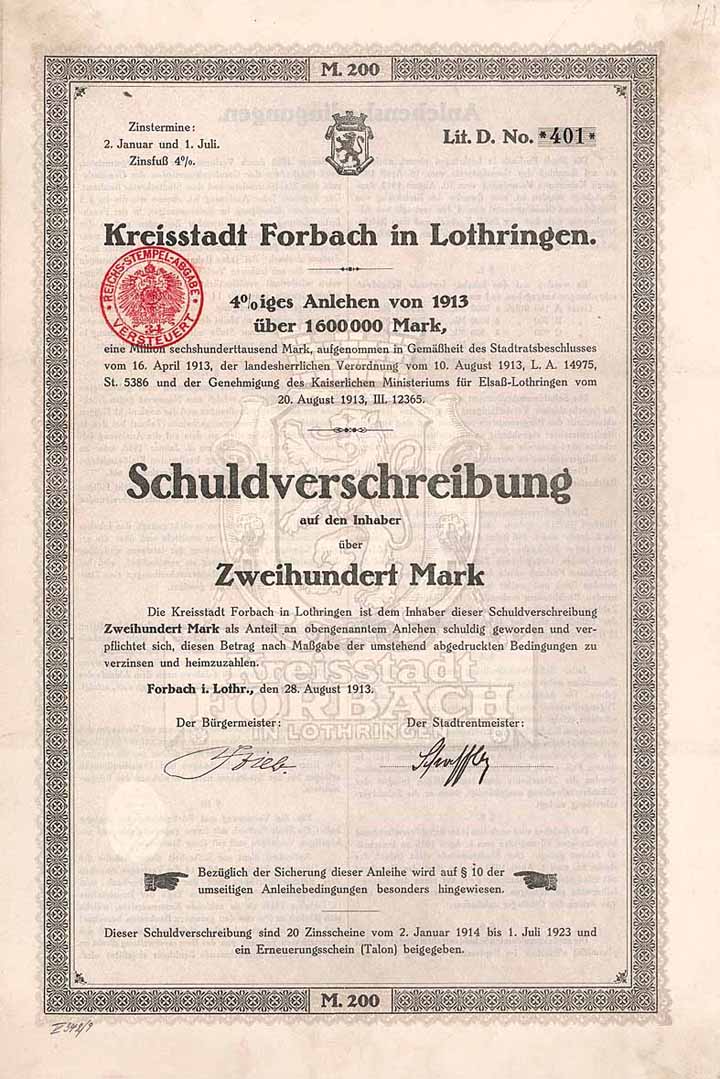 M. 200
Zinstermine:
2. Januar und 1. Juli.
Zinsfuß 4%.
Lit. D. No. *401*
Kreisstadt Forbach in Lothringen.
REICHS-STEMPEL-ABGABE
34
VERSTEUERT
4%iges Anlehen von 1913
über 1600000 Mark,
eine Million sechshunderttausend Mark, aufgenommen in Gemäßheit des Stadtratsbeschlusses
vom 16. April 1913, der landesherrlichen Verordnung vom 10. August 1913, L. A. 14975,
St. 5386 und der Genehmigung des Kaiserlichen Ministeriums für Elsaß-Lothringen vom
20. August 1913, III. 12365.
Schuldverschreibung
auf den Inhaber
über
Zweihundert Mark
Die Kreisstadt Forbach in Lothringen ist dem Inhaber dieser Schuldverschreibung
Zweihundert Mark als Anteil an obengenanntem Anlehen schuldig geworden und ver-
pflichtet sich, diesen Betrag nach Maßgabe der umstehend abgedruckten Bedingungen zu
verzinsen und heimzuzahlen.
Kreisstadt
FORBACH
IN LOTHRINGEN
Forbach i. Lothr., den 28. August 1913.
Der Bürgermeister:
Der Stadtrentmeister:
Bezüglich der Sicherung dieser Anleihe wird auf § 10 der
umseitigen Anleihebedingungen besonders hingewiesen.
Dieser Schuldverschreibung sind 20 Zinsscheine vom 2. Januar 1914 bis 1. Juli 1923 und
ein Erneuerungsschein (Talon) beigegeben.
M. 200